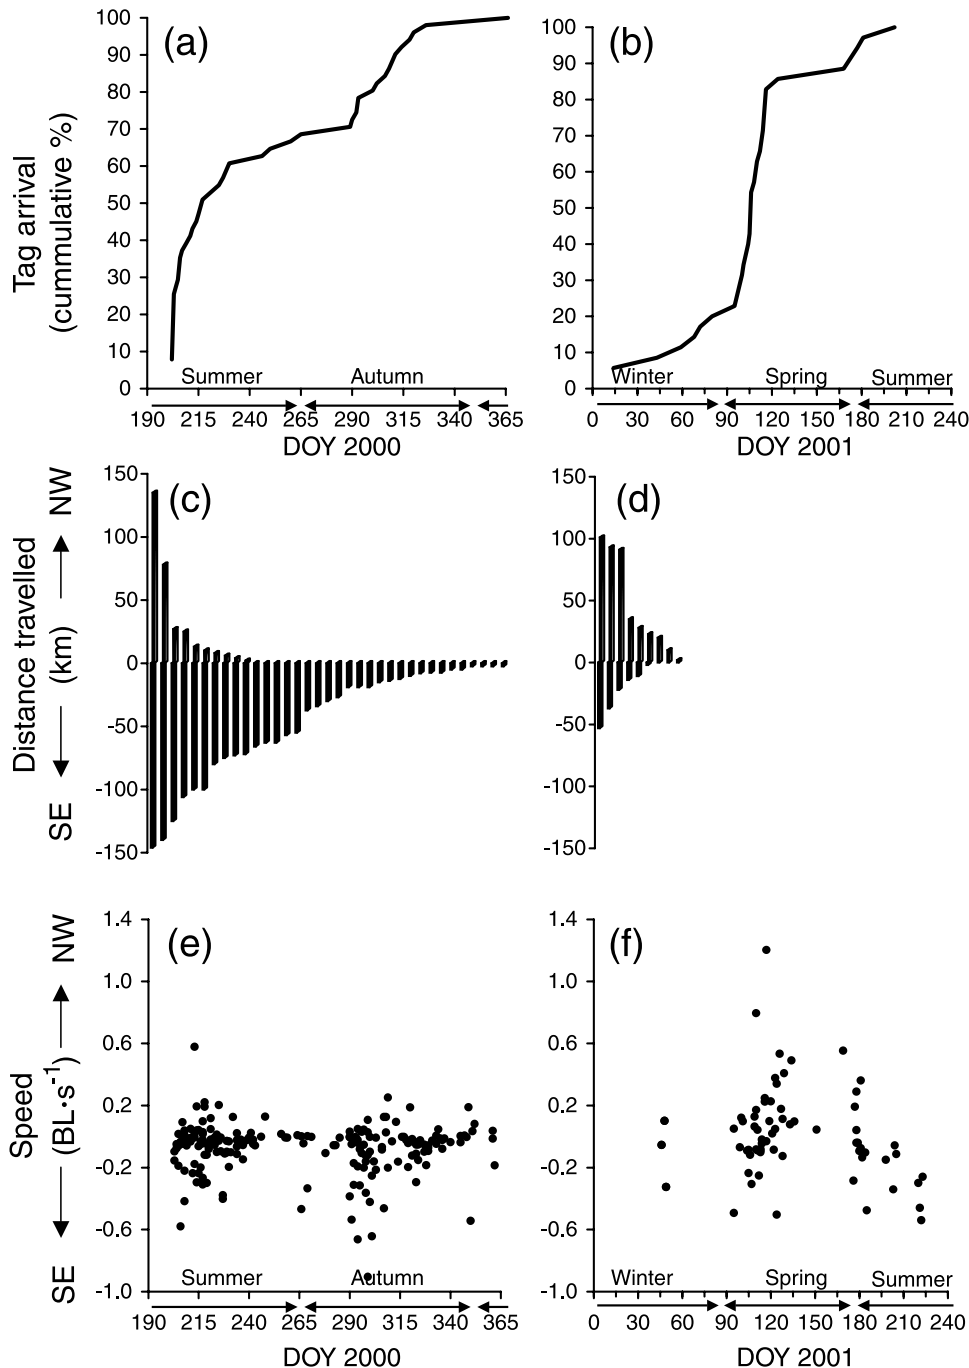 Tag arrival
(cummulative %)
(a)
100
90
80
70
60
50
40
30
20
10
0
Summer
Autumn
190 215 240 265 290 315 340 365
DOY 2000
(b)
100
90
80
70
60
50
40
30
20
10
0
Winter
Spring
Summer
0 30 60 90 120 150 180 210 240
DOY 2001
Distance travelled
SE (km) NW
(c)
150
100
50
0
-50
-100
-150
(d)
150
100
50
0
-50
-100
-150
Speed
SE (BL·s-1) NW
(e)
1.4
1.0
0.6
0.2
-0.2
-0.6
-1.0
Summer
Autumn
190 215 240 265 290 315 340 365
DOY 2000
(f)
1.4
1.0
0.6
0.2
-0.2
-0.6
-1.0
Winter
Spring
Summer
0 30 60 90 120 150 180 210 240
DOY 2001